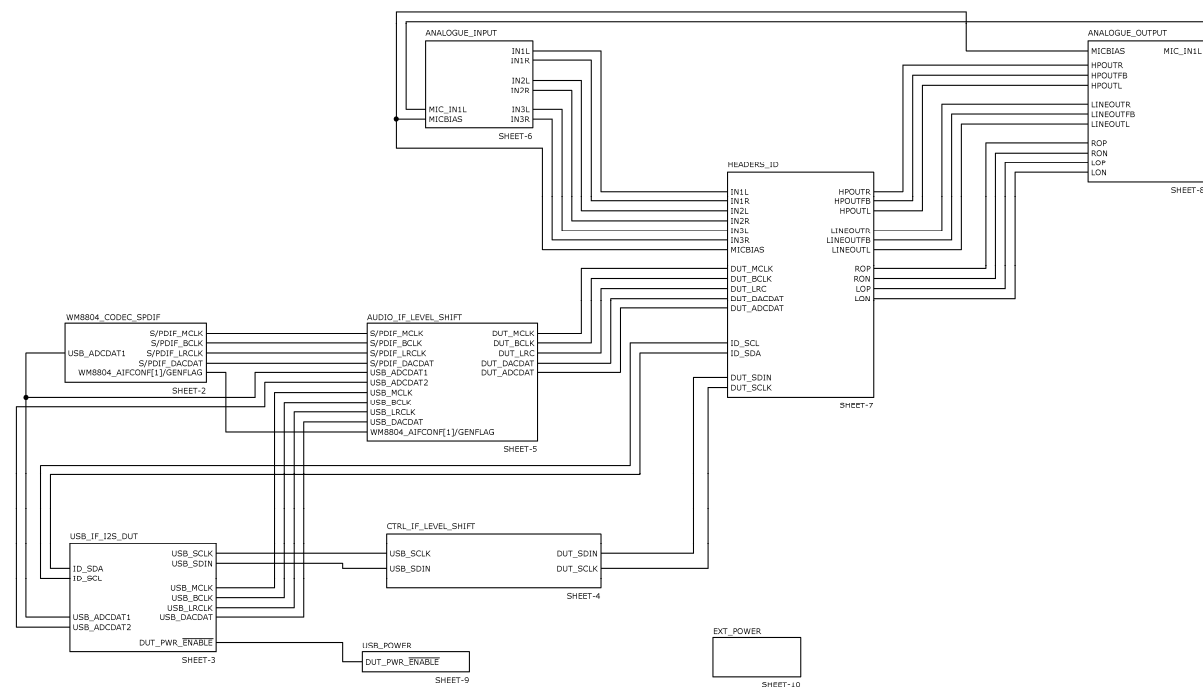 ANALOGUE_INPUT
IN1L
IN1R
IN2L
IN2R
MIC_IN1L
IN3L
MICBIAS
IN3R
SHEET-6
ANALOGUE_OUTPUT
MICBIAS
MIC_IN1L
HPOUTR
HPOUTFB
HPOUTL
LINEOUTR
LINEOUTFB
LINEOUTL
ROP
RON
LOP
LON
SHEET-8
HEADERS_ID
IN1L
HPOUTR
IN1R
HPOUTFB
IN2L
HPOUTL
IN2R
IN3L
LINEOUTR
IN3R
LINEOUTFB
MICBIAS
LINEOUTL
DUT_MCLK
ROP
DUT_BCLK
RON
DUT_LRC
LOP
DUT_DACDAT
LON
DUT_ADCDAT
ID_SCL
ID_SDA
DUT_SDIN
DUT_SCLK
SHEET-7
WM8804_CODEC_SPDIF
S/PDIF_MCLK
S/PDIF_BCLK
USB_ADCDAT1
S/PDIF_LRCLK
S/PDIF_DACDAT
WM8804_AIFCONF[1]/GENFLAG
SHEET-2
AUDIO_IF_LEVEL_SHIFT
S/PDIF_MCLK
DUT_MCLK
S/PDIF_BCLK
DUT_BCLK
S/PDIF_LRCLK
DUT_LRC
S/PDIF_DACDAT
DUT_DACDAT
USB_ADCDAT1
DUT_ADCDAT
USB_ADCDAT2
USB_MCLK
USB_BCLK
USB_LRCLK
USB_DACDAT
WM8804_AIFCONF[1]/GENFLAG
SHEET-5
USB_IF_I2S_DUT
USB_SCLK
USB_SDIN
ID_SDA
ID_SCL
USB_MCLK
USB_BCLK
USB_LRCLK
USB_ADCDAT1
USB_DACDAT
USB_ADCDAT2
DUT_PWR_ENABLE
SHEET-3
CTRL_IF_LEVEL_SHIFT
USB_SCLK
DUT_SDIN
USB_SDIN
DUT_SCLK
SHEET-4
USB_POWER
DUT_PWR_ENABLE
SHEET-9
EXT_POWER
SHEET-10